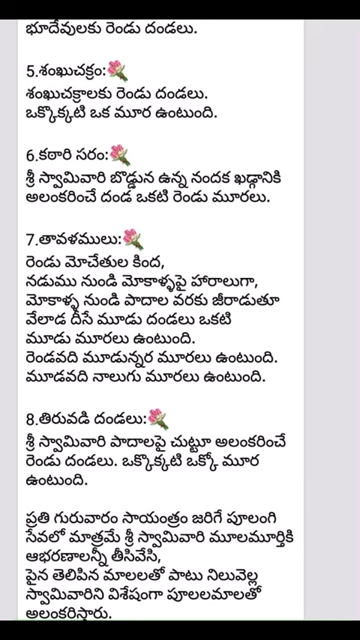 భూదేవులకు రెండు దండలు.
5.శంఖుచక్రం:
శంఖుచక్రాలకు రెండు దండలు.
ఒక్కొక్కటి ఒక మూర ఉంటుంది.
6.కఠారి సరం:
శ్రీ స్వామివారి బొడ్డున ఉన్న నందక ఖడ్గానికి
అలంకరించే దండ ఒకటి రెండు మూరలు.
7.తావళములు:
రెండు మోచేతుల కింద,
నడుము నుండి మోకాళ్ళపై హారాలుగా,
మోకాళ్ళ నుండి పాదాల వరకు జీరాడుతూ
వేలాడ దీసే మూడు దండలు ఒకటి
మూడు మూరలు ఉంటుంది.
రెండవది మూడున్నర మూరలు ఉంటుంది.
మూడవది నాలుగు మూరలు ఉంటుంది.
8.తిరువడి దండలు:
శ్రీ స్వామివారి పాదాలపై చుట్టూ అలంకరించే
రెండు దండలు. ఒక్కొక్కటి ఒక్కో మూర
ఉంటుంది.
ప్రతి గురువారం సాయంత్రం జరిగే పూలంగి
సేవలో మాత్రమే శ్రీ స్వామివారి మూలమూర్తికి
ఆభరణాలన్నీ తీసివేసి,
పైన తెలిపిన మాలలతో పాటు నిలువెల్ల
స్వామివారిని విశేషంగా పూలలమాలతో
అలంకరిస్తారు.